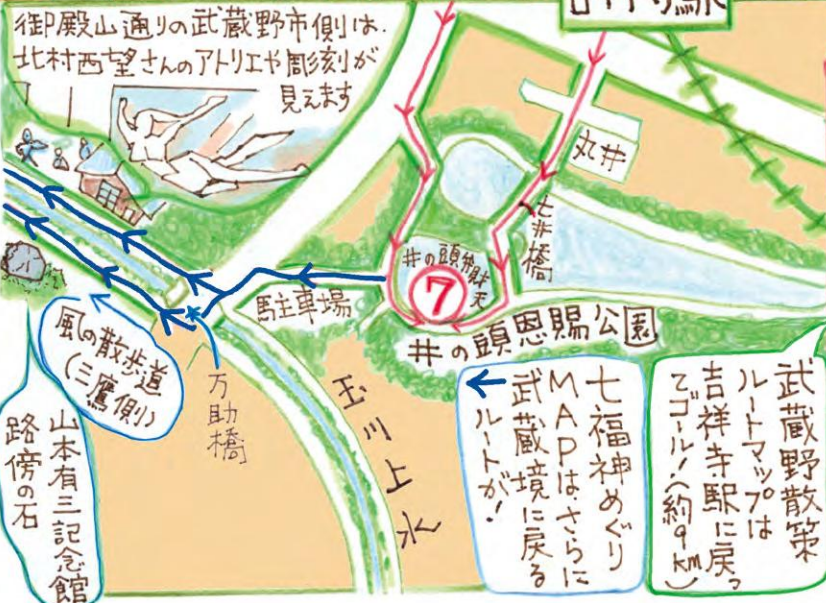 御殿山通りの武蔵野市側は、
北村西望さんのアトリエや彫刻が
見えます
丸井
七井橋
井の頭弁財天
7
駐車場
井の頭恩賜公園
風の散歩道
(三鷹側)
万助橋
玉川上水
山本有三記念館
路傍の石
七福神めぐり
MAPは、さらに
武蔵境に戻る
ルートが!
武蔵野散策
ルートマップは
吉祥寺駅に戻っ
てゴール!(約9km)